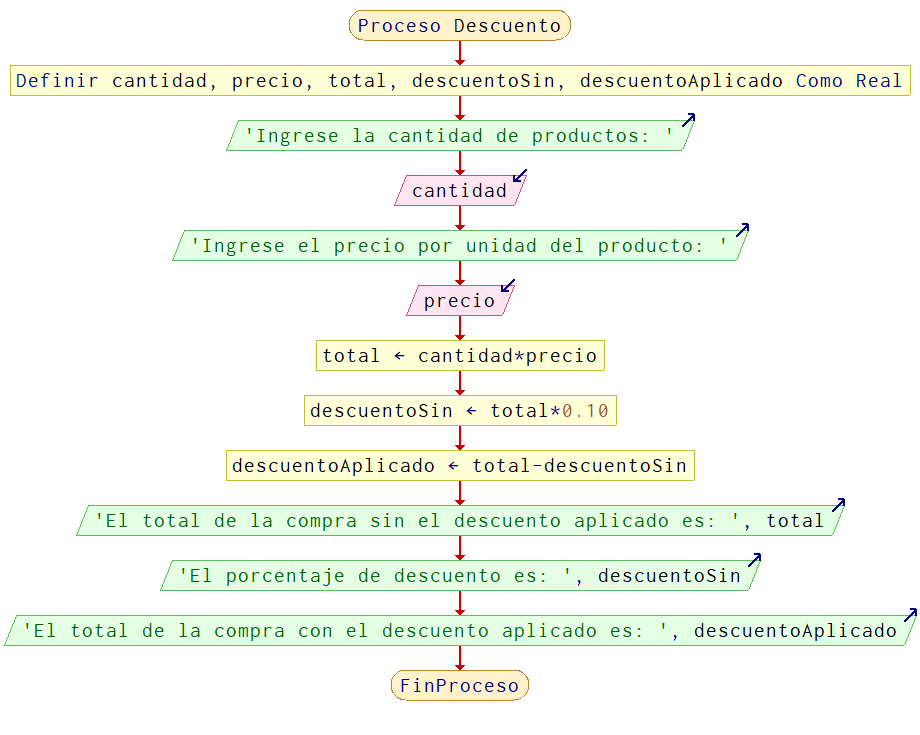 Proceso Descuento
Definir cantidad, precio, total, descuentoSin, descuentoAplicado Como Real
'Ingrese la cantidad de productos: '
cantidad
'Ingrese el precio por unidad del producto: '
precio
total ← cantidad*precio
descuentoSin ← total*0.10
descuentoAplicado ← total-descuentoSin
'El total de la compra sin el descuento aplicado es: ', total
'El porcentaje de descuento es: ', descuentoSin
'El total de la compra con el descuento aplicado es: ', descuentoAplicado
FinProceso